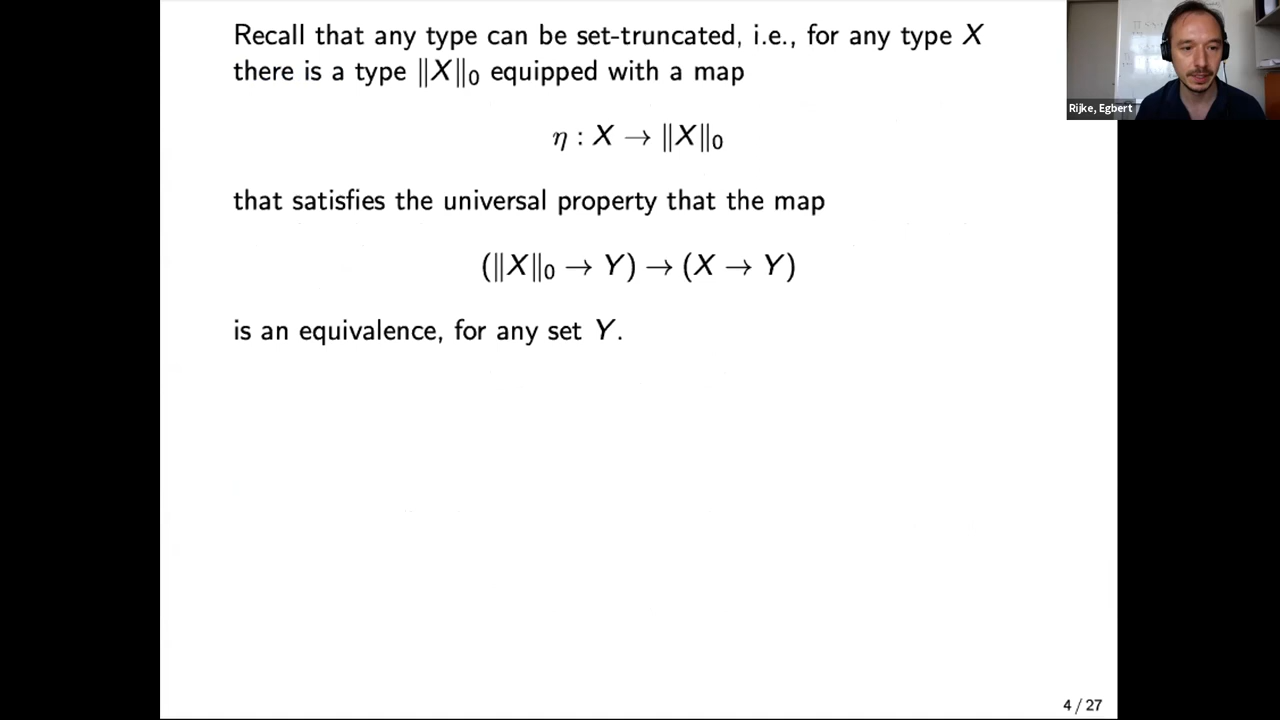 Recall that any type can be set-truncated, i.e., for any type X
there is a type ‖X‖₀ equipped with a map
η : X → ‖X‖₀
that satisfies the universal property that the map
(‖X‖₀ → Y) → (X → Y)
is an equivalence, for any set Y.
Rijke, Egbert
4 / 27